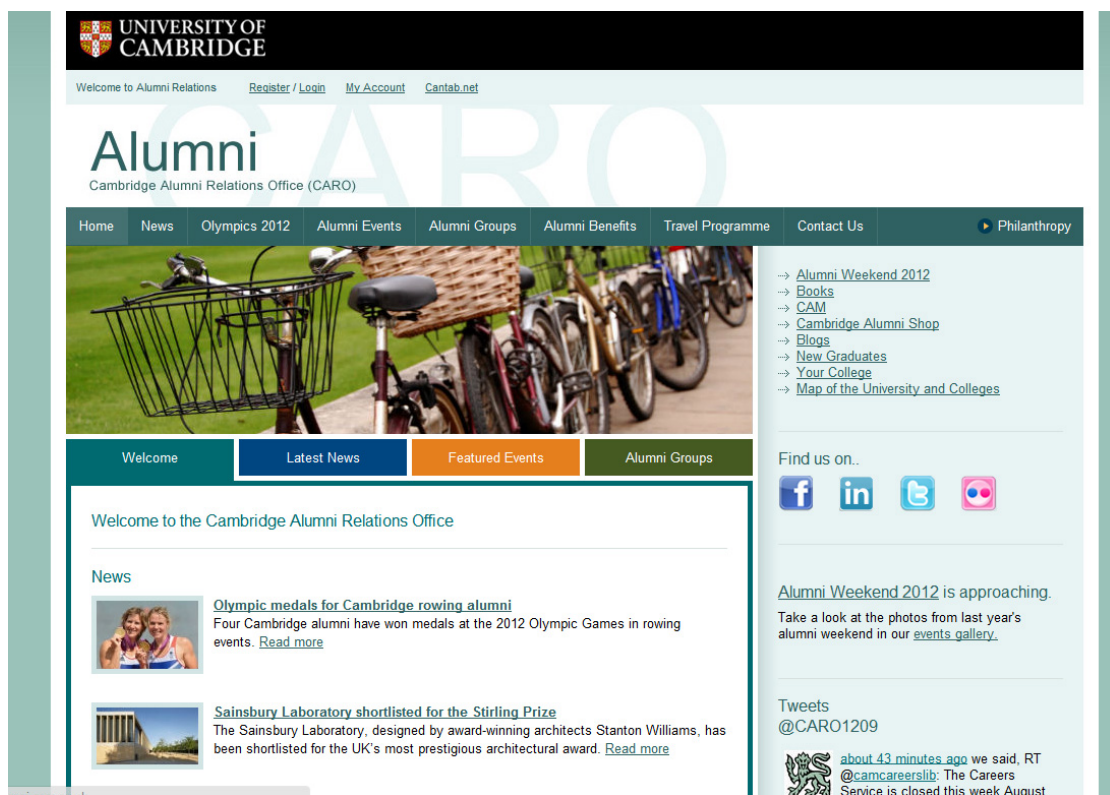 UNIVERSITY OF
CAMBRIDGE
Welcome to Alumni Relations Register / Login My Account Cantab.net
CARO
Alumni
Cambridge Alumni Relations Office (CARO)
Home News Olympics 2012 Alumni Events Alumni Groups Alumni Benefits Travel Programme Contact Us Philanthropy
Alumni Weekend 2012
Books
CAM
Cambridge Alumni Shop
Blogs
New Graduates
Your College
Map of the University and Colleges
Welcome Latest News Featured Events Alumni Groups
Find us on..
f in t
Welcome to the Cambridge Alumni Relations Office
News
Olympic medals for Cambridge rowing alumni
Four Cambridge alumni have won medals at the 2012 Olympic Games in rowing
events. Read more
Sainsbury Laboratory shortlisted for the Stirling Prize
The Sainsbury Laboratory, designed by award-winning architects Stanton Williams, has
been shortlisted for the UK's most prestigious architectural award. Read more
Alumni Weekend 2012 is approaching.
Take a look at the photos from last year's
alumni weekend in our events gallery.
Tweets
@CARO1209
about 43 minutes ago we said, RT
@camcareerslib: The Careers
Service is closed this week August